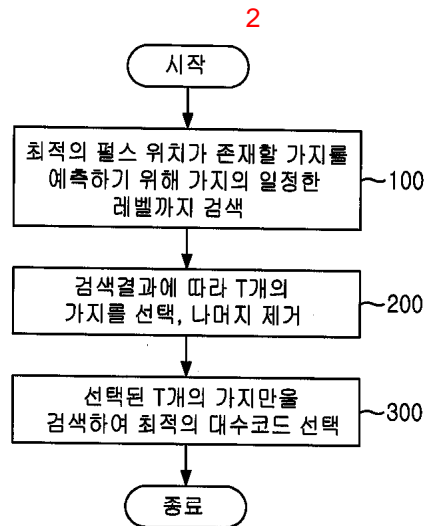 2
시작
최적의 펄스 위치가 존재할 가지를
예측하기 위해 가지의 일정한
레벨까지 검색
100
검색결과에 따라 T개의
가지를 선택, 나머지 제거
200
선택된 T개의 가지만을
검색하여 최적의 대수코드 선택
300
종료